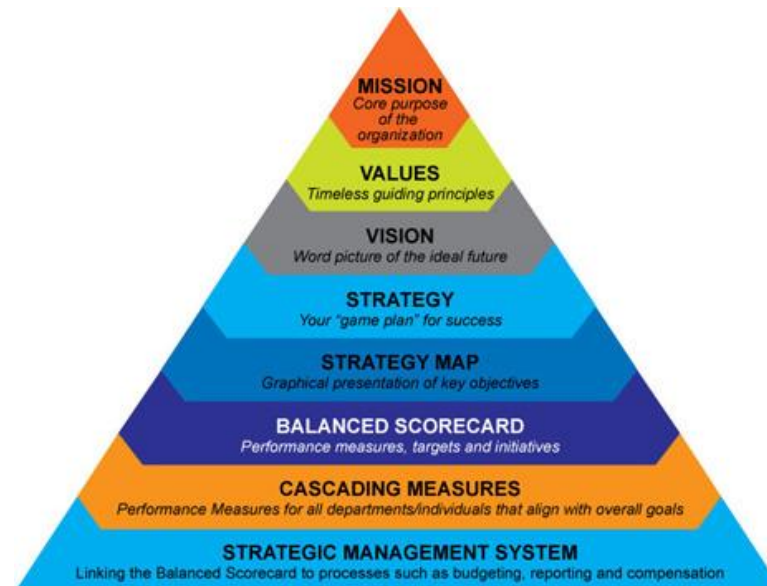 MISSION
Core purpose
of the
organization
VALUES
Timeless guiding principles
VISION
Word picture of the ideal future
STRATEGY
Your “game plan” for success
STRATEGY MAP
Graphical presentation of key objectives
BALANCED SCORECARD
Performance measures, targets and initiatives
CASCADING MEASURES
Performance Measures for all departments/individuals that align with overall goals
STRATEGIC MANAGEMENT SYSTEM
Linking the Balanced Scorecard to processes such as budgeting, reporting and compensation